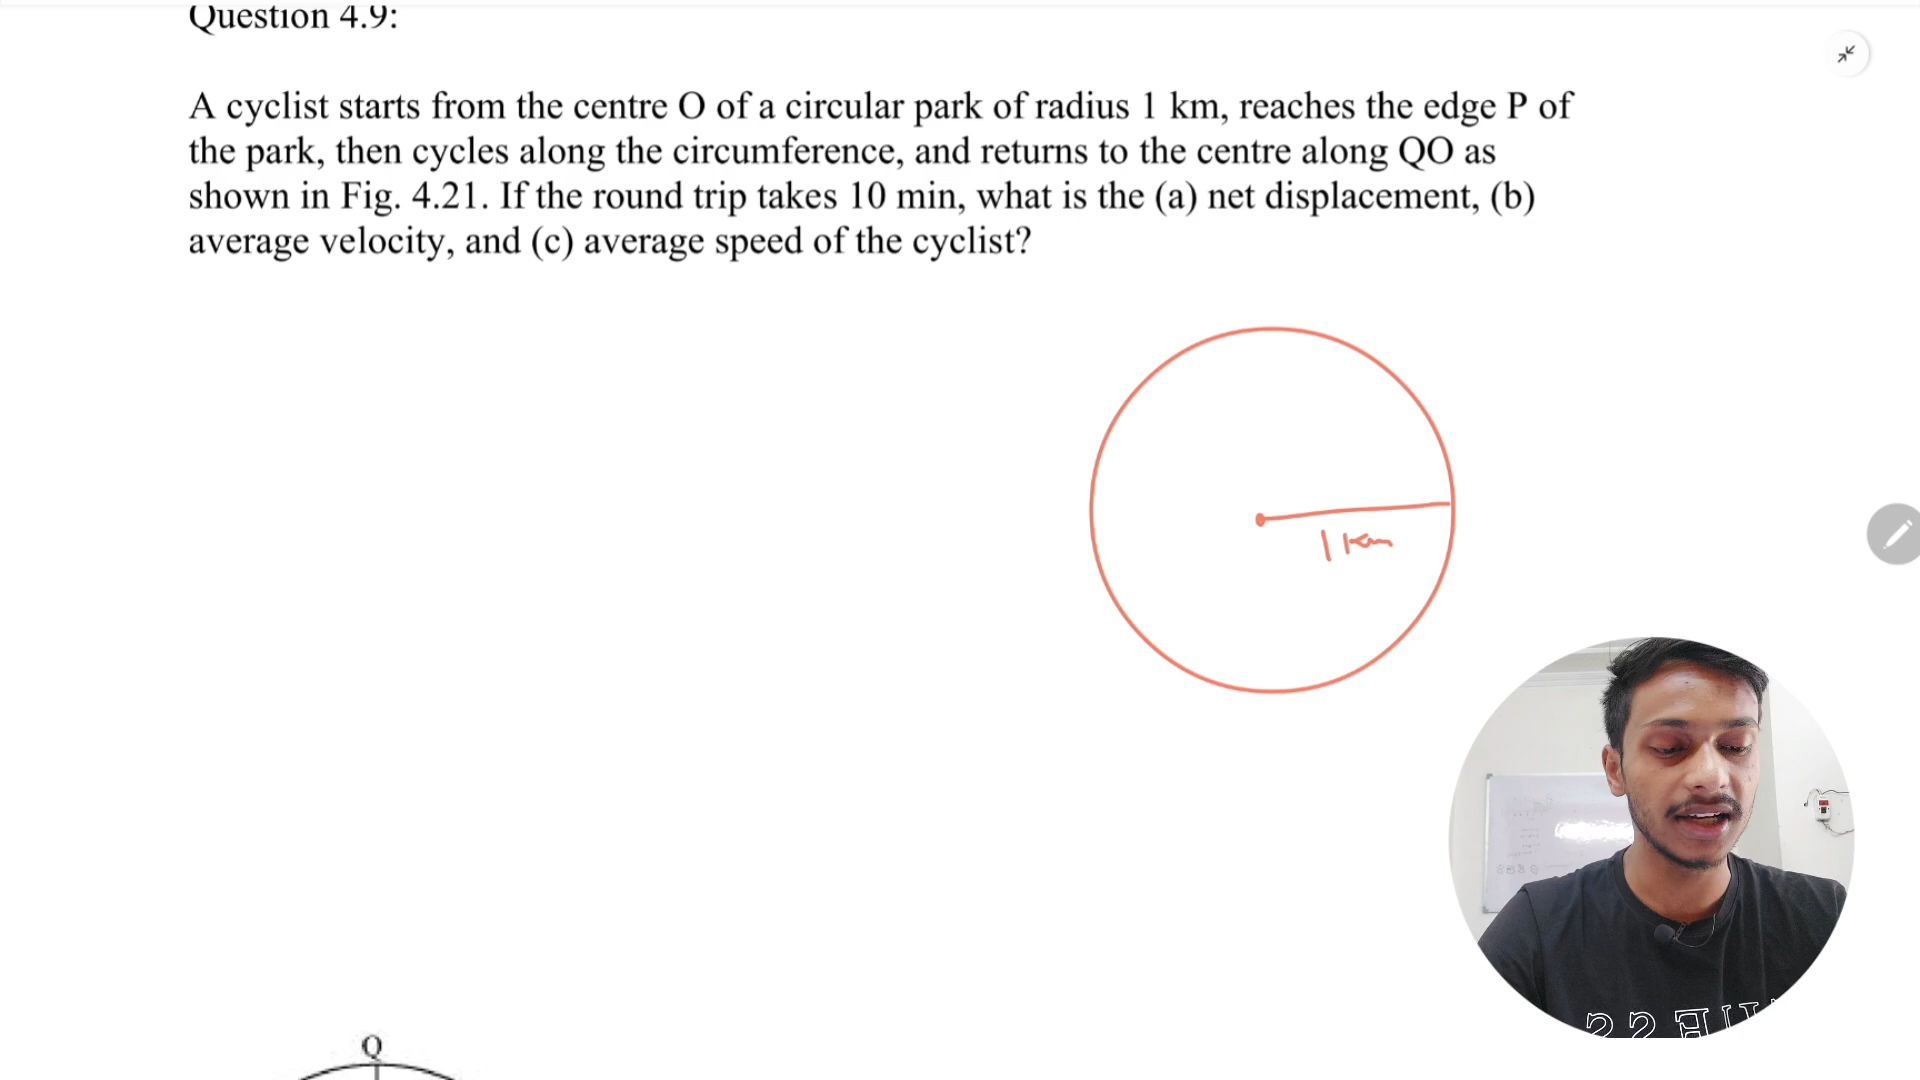 Question 4.9:
A cyclist starts from the centre O of a circular park of radius 1 km, reaches the edge P of
the park, then cycles along the circumference, and returns to the centre along QO as
shown in Fig. 4.21. If the round trip takes 10 min, what is the (a) net displacement, (b)
average velocity, and (c) average speed of the cyclist?
1 Km
Q